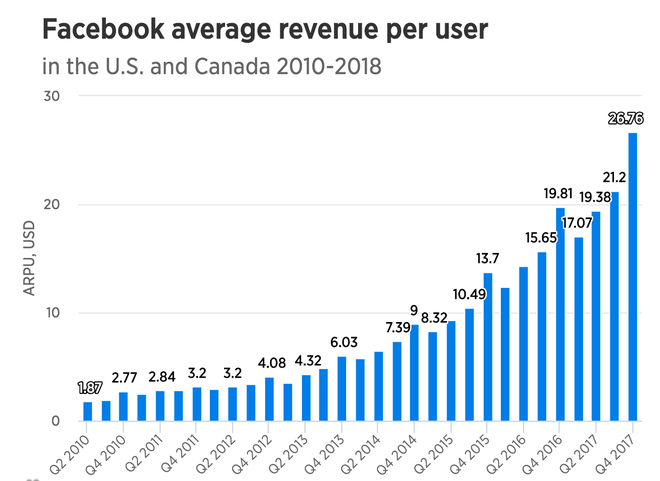 Facebook average revenue per user
in the U.S. and Canada 2010-2018
30
20
10
0
ARPU, USD
1.87
2.77
2.84
3.2
3.2
4.08
4.32
6.03
7.39
9
8.32
10.49
13.7
15.65
19.81
17.07
19.38
21.2
26.76
Q2 2010
Q4 2010
Q2 2011
Q4 2011
Q2 2012
Q4 2012
Q2 2013
Q4 2013
Q2 2014
Q4 2014
Q2 2015
Q4 2015
Q2 2016
Q4 2016
Q2 2017
Q4 2017